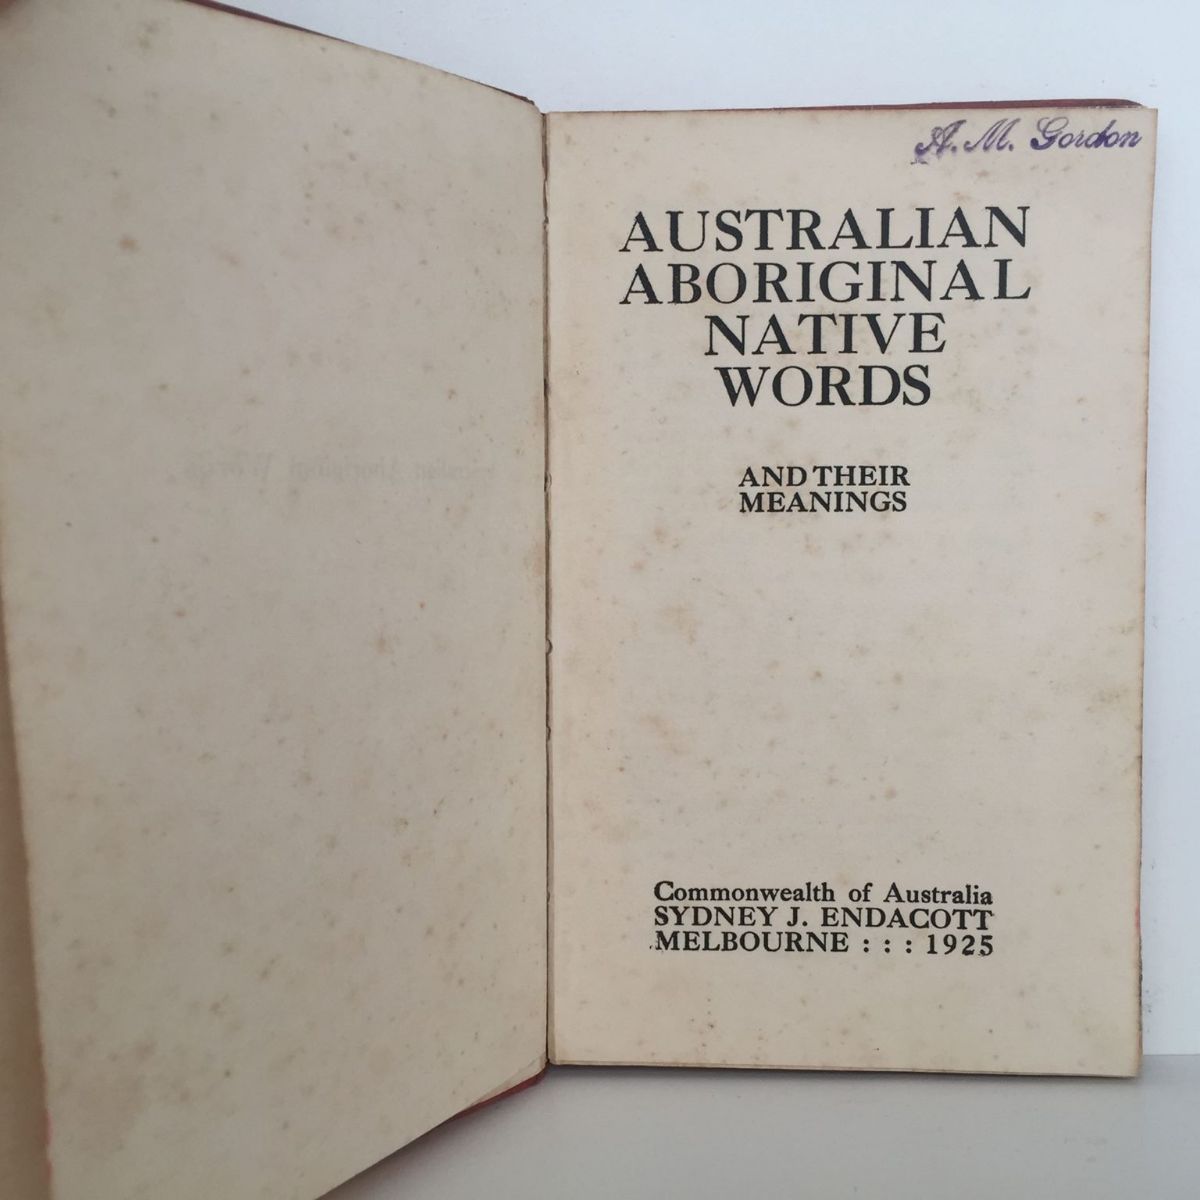 A. M. Gordon
AUSTRALIAN
ABORIGINAL
NATIVE
WORDS
AND THEIR
MEANINGS
Commonwealth of Australia
SYDNEY J. ENDACOTT
MELBOURNE : : : 1925